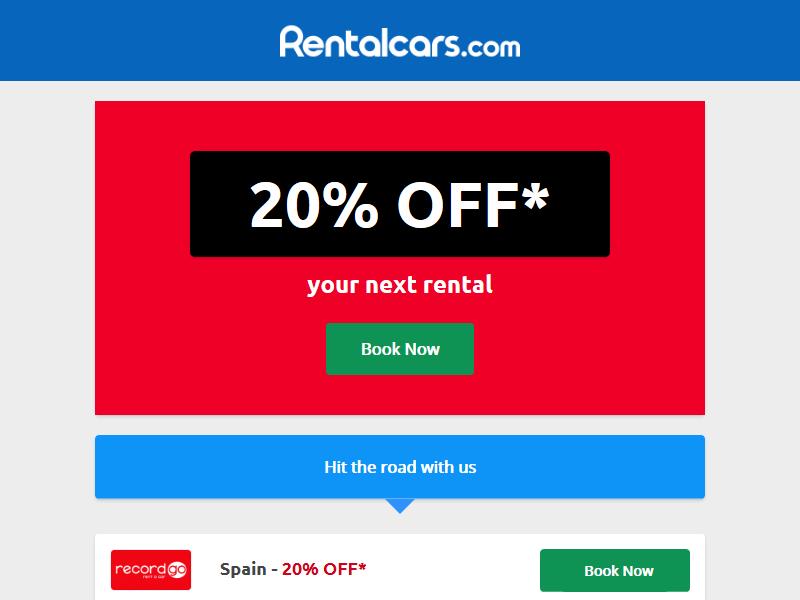 Rentalcars.com
20% OFF*
your next rental
Book Now
Hit the road with us
record go
rent a car
Spain - 20% OFF*
Book Now